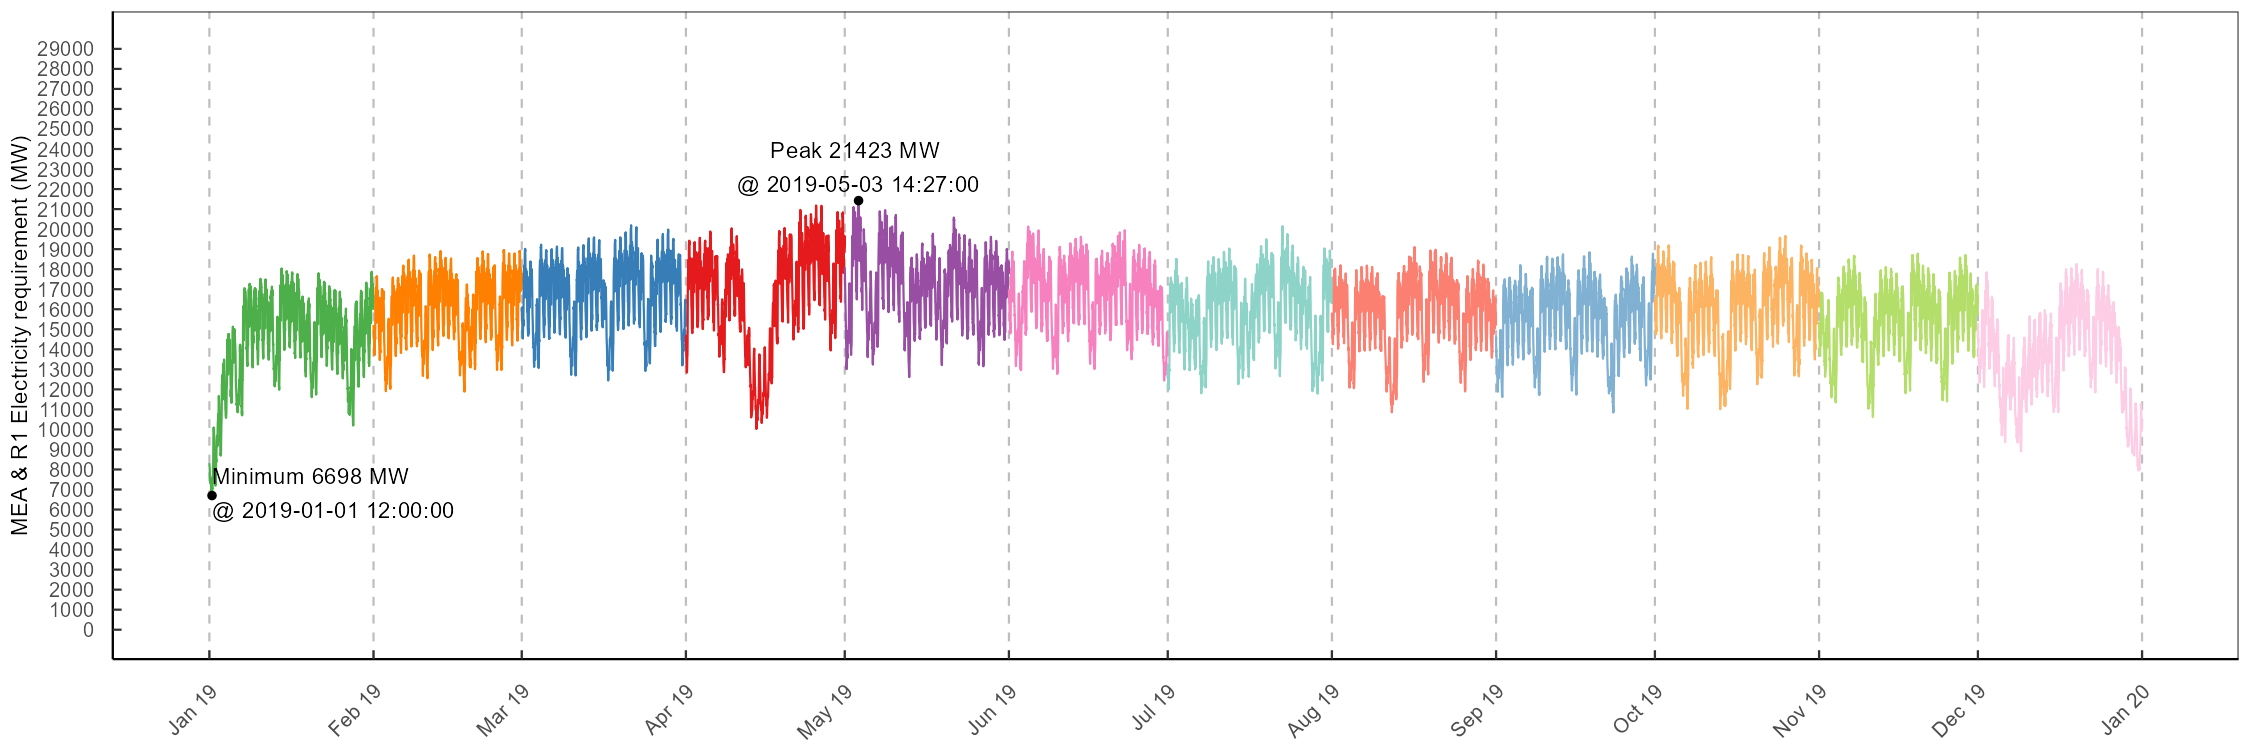 MEA & R1 Electricity requirement (MW)
29000
28000
27000
26000
25000
24000
23000
22000
21000
20000
19000
18000
17000
16000
15000
14000
13000
12000
11000
10000
9000
8000
7000
6000
5000
4000
3000
2000
1000
0
Peak 21423 MW
@ 2019-05-03 14:27:00
Minimum 6698 MW
@ 2019-01-01 12:00:00
Jan 19
Feb 19
Mar 19
Apr 19
May 19
Jun 19
Jul 19
Aug 19
Sep 19
Oct 19
Nov 19
Dec 19
Jan 20